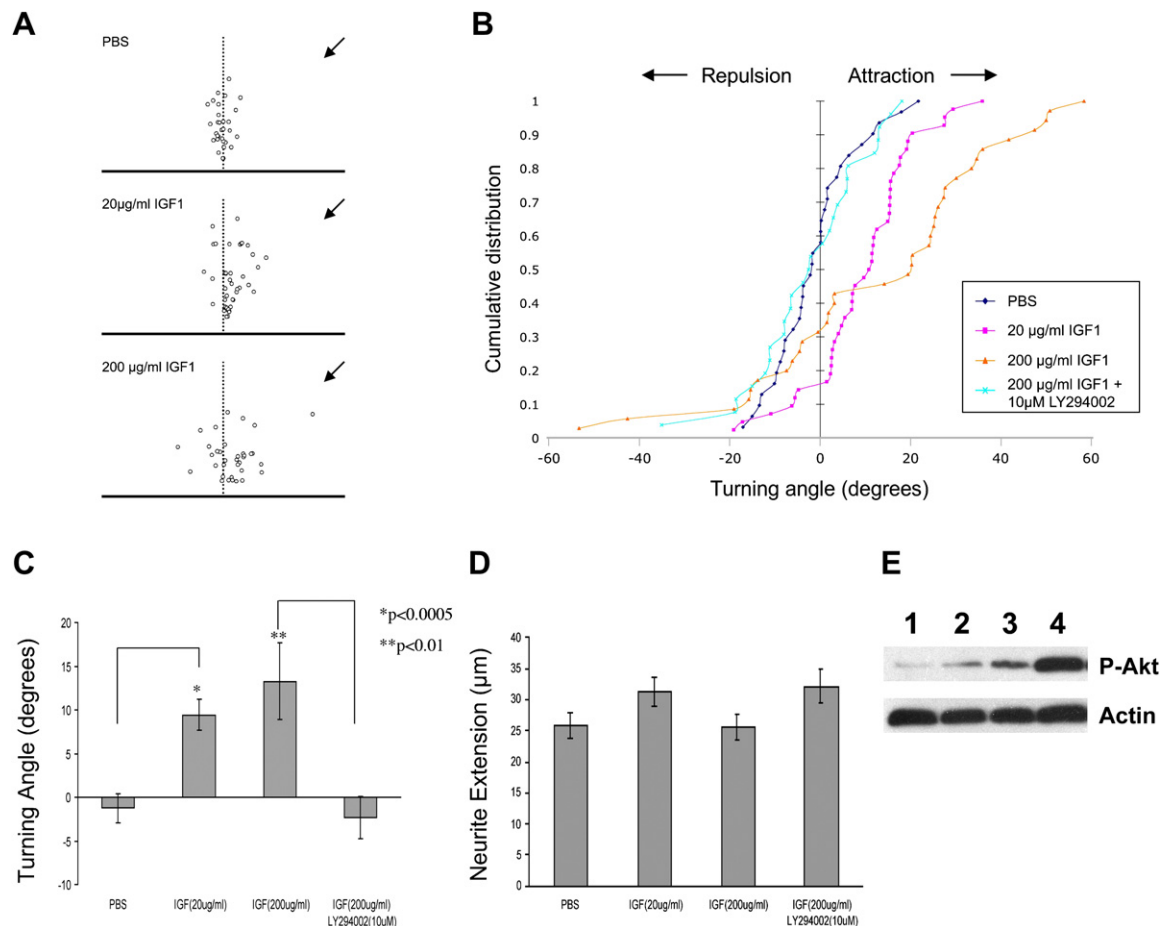 A
PBS
20µg/ml IGF1
200 µg/ml IGF1
B
Repulsion Attraction
Cumulative distribution
1
0.9
0.8
0.7
0.6
0.5
0.4
0.3
0.2
0.1
0
-60 -40 -20 0 20 40 60
Turning angle (degrees)
PBS
20 µg/ml IGF1
200 µg/ml IGF1
200 µg/ml IGF1 +
10µM LY294002
C
Turning Angle (degrees)
20
15
10
5
0
-5
-10
*
**
*p<0.0005
**p<0.01
PBS IGF(20ug/ml) IGF(200ug/ml) IGF(200ug/ml)
LY294002(10uM)
D
Neurite Extension (µm)
40
35
30
25
20
15
10
5
0
PBS IGF(20ug/ml) IGF(200ug/ml) IGF(200ug/ml)
LY294002(10uM)
E
1 2 3 4
P-Akt
Actin